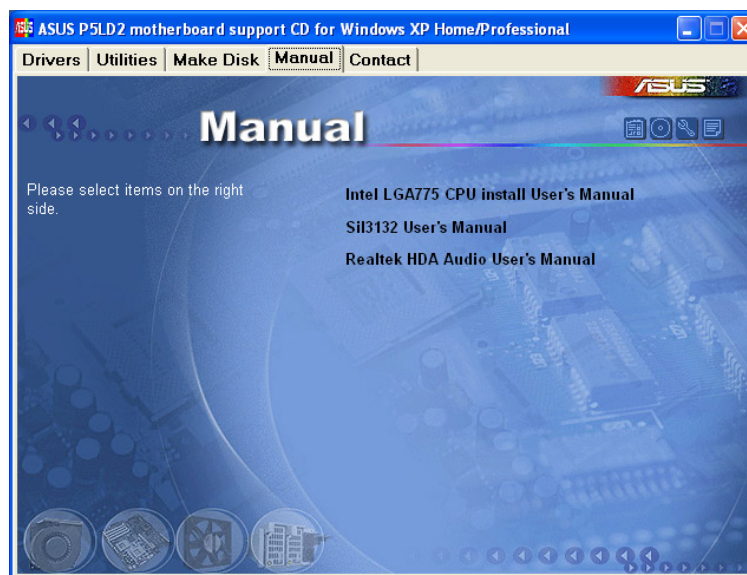 ASUS P5LD2 motherboard support CD for Windows XP Home/Professional
Drivers Utilities Make Disk Manual Contact
ASUS
Manual
Please select items on the right
side.
Intel LGA775 CPU install User's Manual
Sil3132 User's Manual
Realtek HDA Audio User's Manual